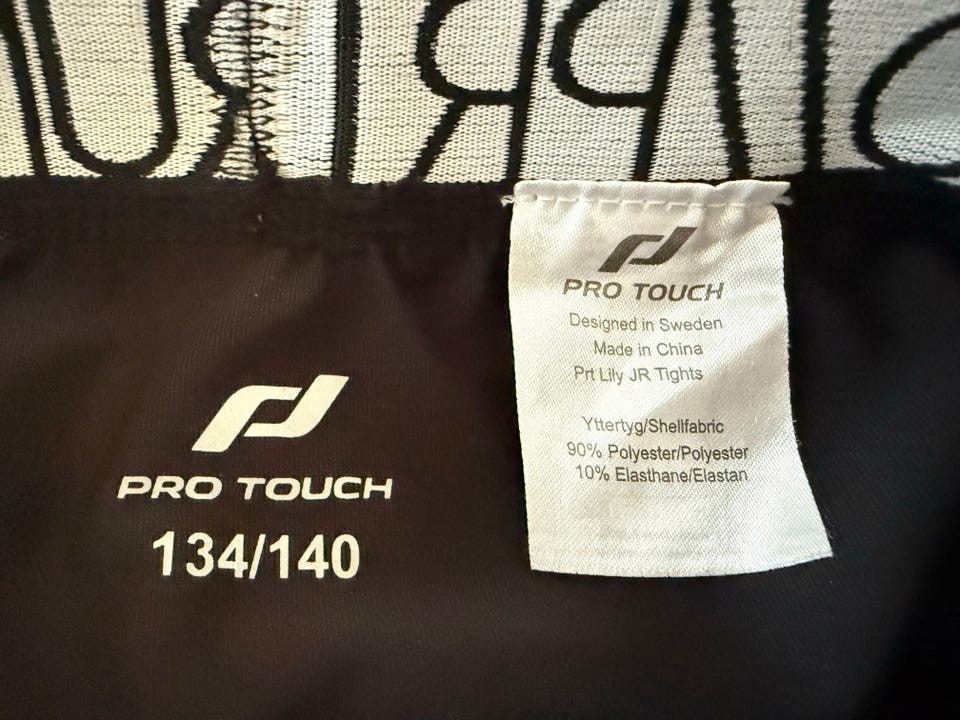 PRO TOUCH
134/140
PRO TOUCH
Designed in Sweden
Made in China
Prt Lily JR Tights
Yttertyg/Shellfabric
90% Polyester/Polyester
10% Elasthane/Elastan